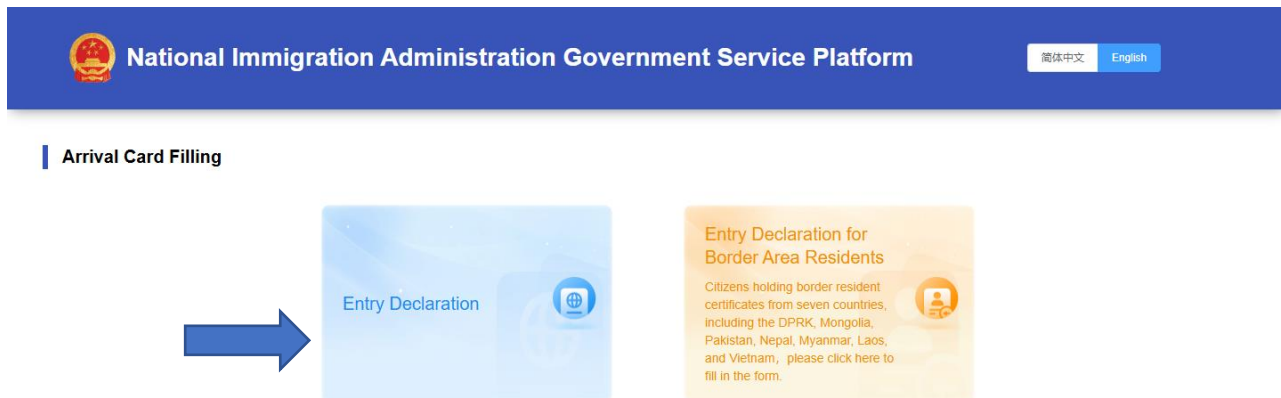 National Immigration Administration Government Service Platform
简体中文 English
Arrival Card Filling
Entry Declaration
Entry Declaration for
Border Area Residents
Citizens holding border resident
certificates from seven countries,
including the DPRK, Mongolia,
Pakistan, Nepal, Myanmar, Laos,
and Vietnam，please click here to
fill in the form.